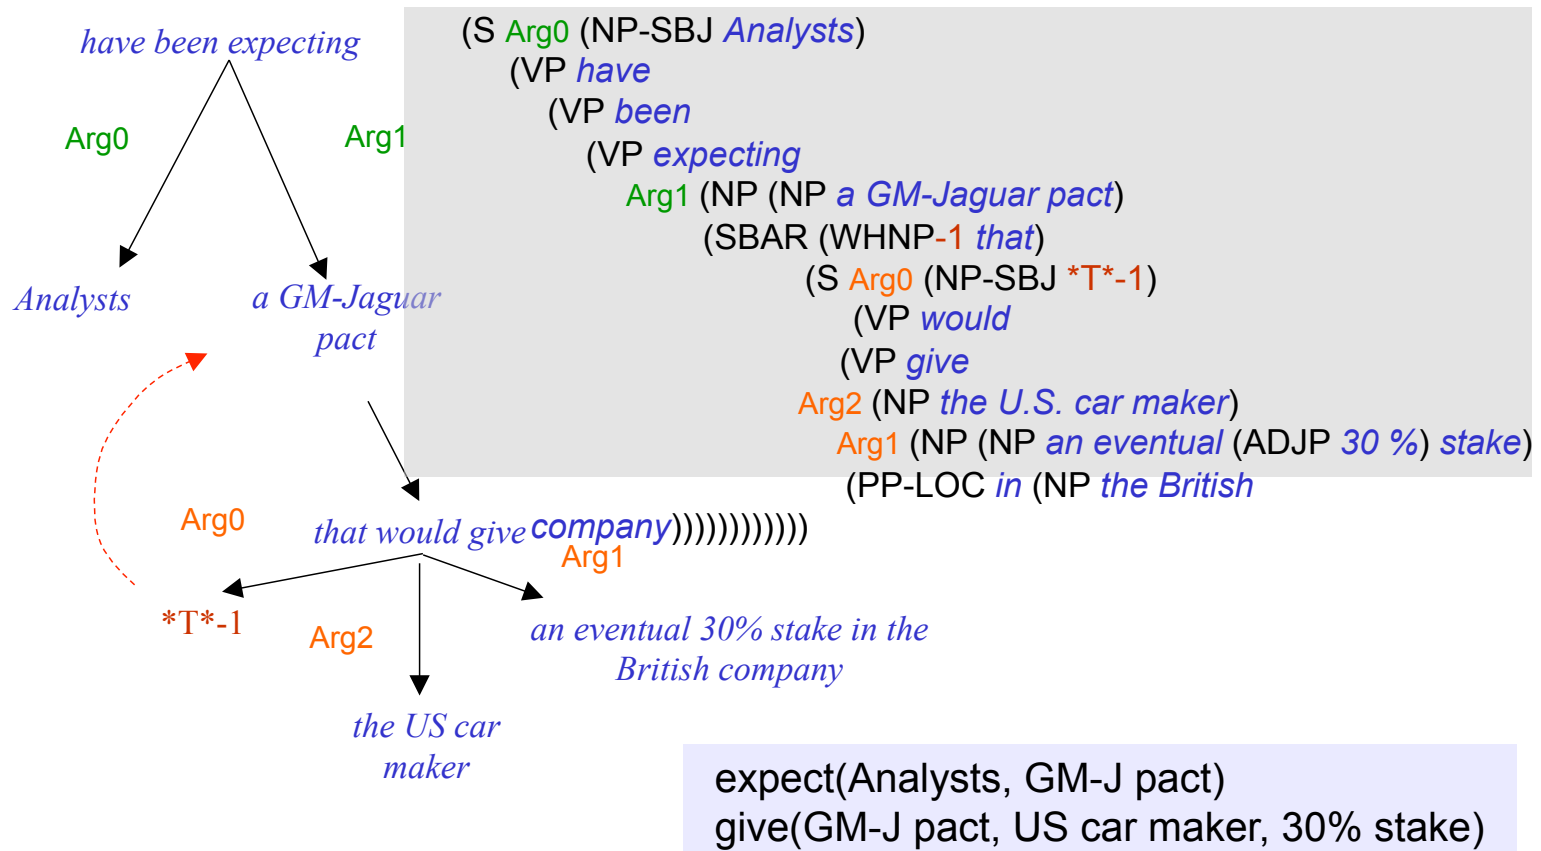 have been expecting
Arg0
Arg1
Analysts
a GM-Jaguar
pact
Arg0
that would give
Arg1
*T*-1
Arg2
an eventual 30% stake in the
British company
the US car
maker
(S Arg0 (NP-SBJ Analysts)
(VP have
(VP been
(VP expecting
Arg1 (NP (NP a GM-Jaguar pact)
(SBAR (WHNP-1 that)
(S Arg0 (NP-SBJ *T*-1)
(VP would
(VP give
Arg2 (NP the U.S. car maker)
Arg1 (NP (NP an eventual (ADJP 30 %) stake)
(PP-LOC in (NP the British
company))))))))))))
expect(Analysts, GM-J pact)
give(GM-J pact, US car maker, 30% stake)